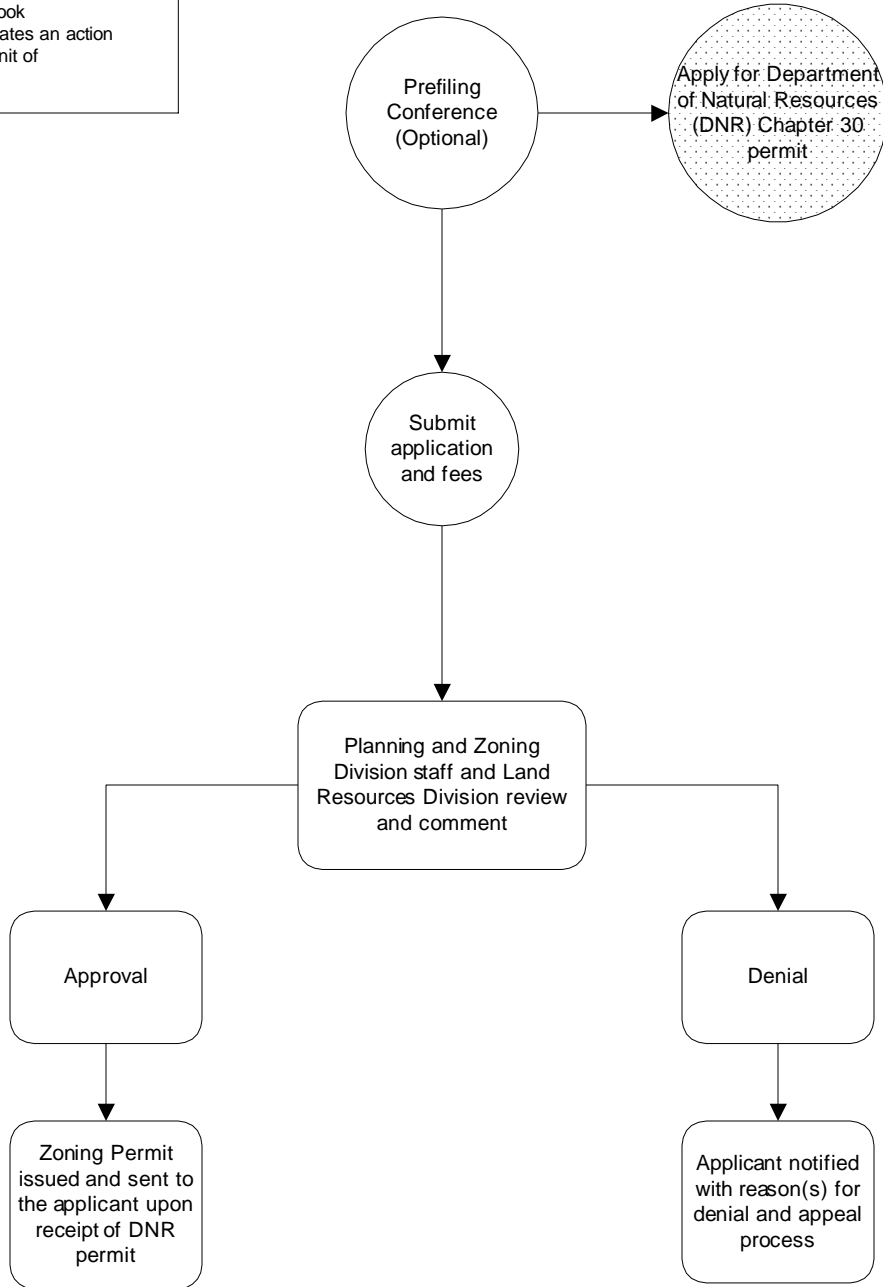 ook
ates an action
nit of
Prefiling
Conference
(Optional)
Apply for Department
of Natural Resources
(DNR) Chapter 30
permit
Submit
application
and fees
Planning and Zoning
Division staff and Land
Resources Division review
and comment
Approval
Denial
Zoning Permit
issued and sent to
the applicant upon
receipt of DNR
permit
Applicant notified
with reason(s) for
denial and appeal
process